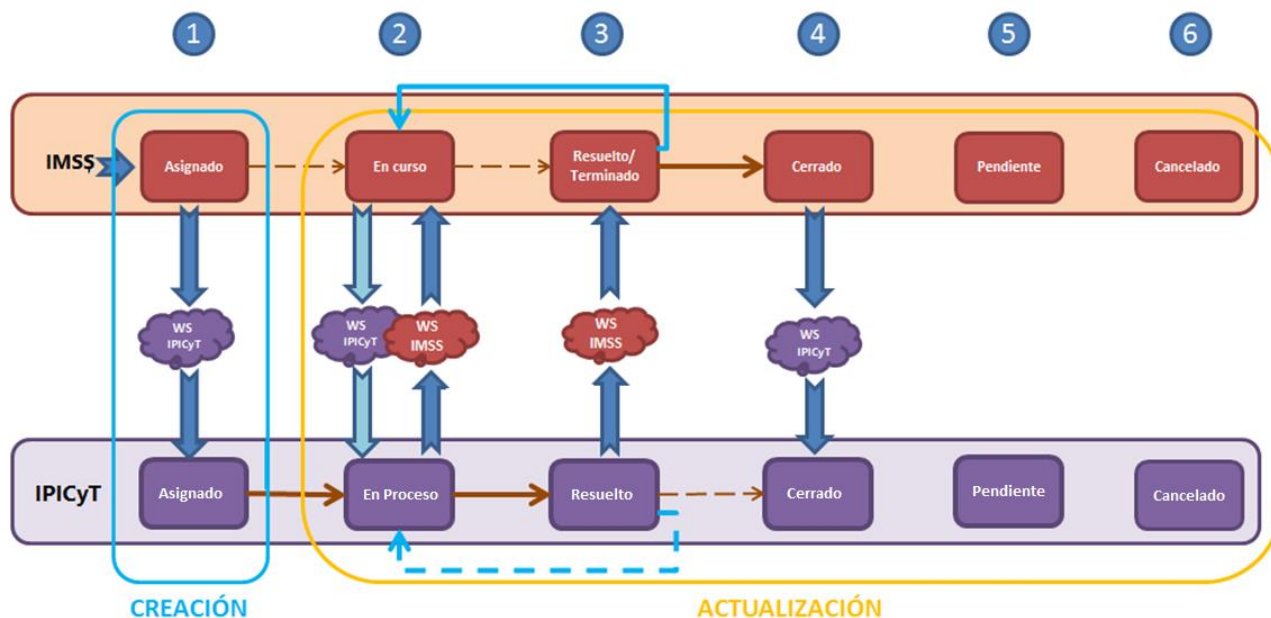 1
2
3
4
5
6
IMSS
Asignado
En curso
Resuelto/
Terminado
Cerrado
Pendiente
Cancelado
WS
IPICyT
WS
IPICyT
WS
IMSS
WS
IMSS
WS
IPICyT
IPICyT
Asignado
En Proceso
Resuelto
Cerrado
Pendiente
Cancelado
CREACIÓN
ACTUALIZACIÓN